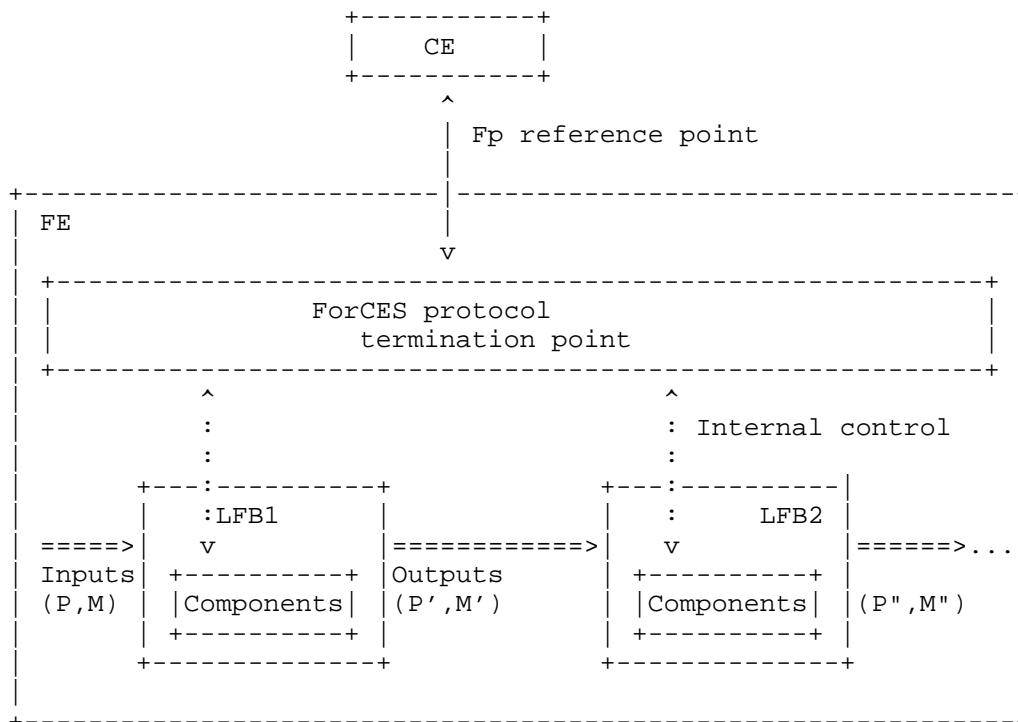 CE
Fp reference point
FE
ForCES protocol
termination point
Internal control
:LFB1 : LFB2
=====>| v |============>| v |======>...
Inputs Outputs
(P,M) |Components| (P',M') |Components| (P",M")